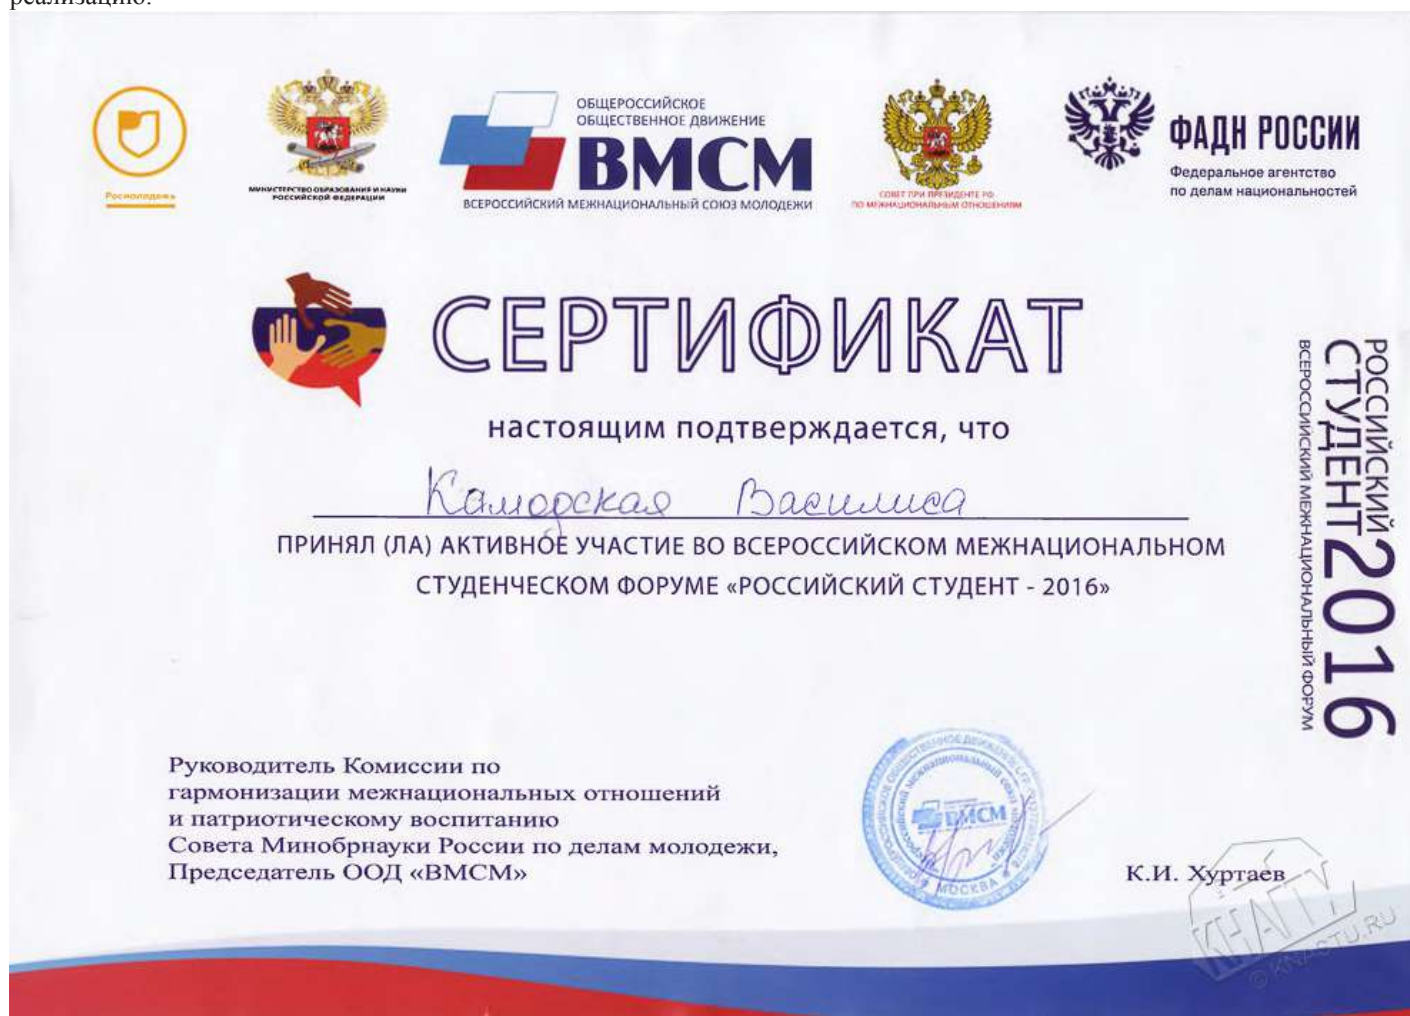 реализацию.
Росмолодежь
МИНИСТЕРСТВО ОБРАЗОВАНИЯ И НАУКИ
РОССИЙСКОЙ ФЕДЕРАЦИИ
ОБЩЕРОССИЙСКОЕ
ОБЩЕСТВЕННОЕ ДВИЖЕНИЕ
ВМСМ
ВСЕРОССИЙСКИЙ МЕЖНАЦИОНАЛЬНЫЙ СОЮЗ МОЛОДЕЖИ
СОВЕТ ПРИ ПРЕЗИДЕНТЕ РФ
ПО МЕЖНАЦИОНАЛЬНЫМ ОТНОШЕНИЯМ
ФАДН РОССИИ
Федеральное агентство
по делам национальностей
СЕРТИФИКАТ
настоящим подтверждается, что
Василиса
ПРИНЯЛ (ЛА) АКТИВНОЕ УЧАСТИЕ ВО ВСЕРОССИЙСКОМ МЕЖНАЦИОНАЛЬНОМ
СТУДЕНЧЕСКОМ ФОРУМЕ «РОССИЙСКИЙ СТУДЕНТ - 2016»
РОССИЙСКИЙ
СТУДЕНТ2016
ВСЕРОССИЙСКИЙ МЕЖНАЦИОНАЛЬНЫЙ ФОРУМ
Руководитель Комиссии по
гармонизации межнациональных отношений
и патриотическому воспитанию
Совета Минобрнауки России по делам молодежи,
Председатель ООД «ВМСМ»
ВМСМ
МОСКВА
К.И. Хуртаев
КНАГТУ
© KNASTU.RU